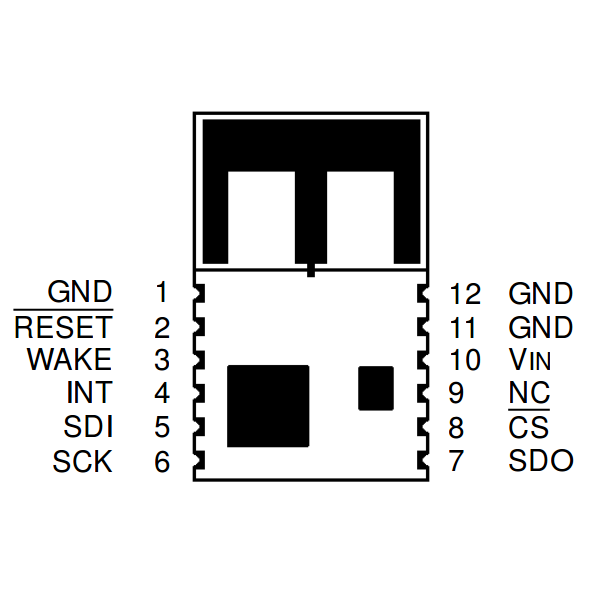 GND 1 12 GND
RESET 2 11 GND
WAKE 3 10 VIN
INT 4 9 NC
SDI 5 8 CS
SCK 6 7 SDO